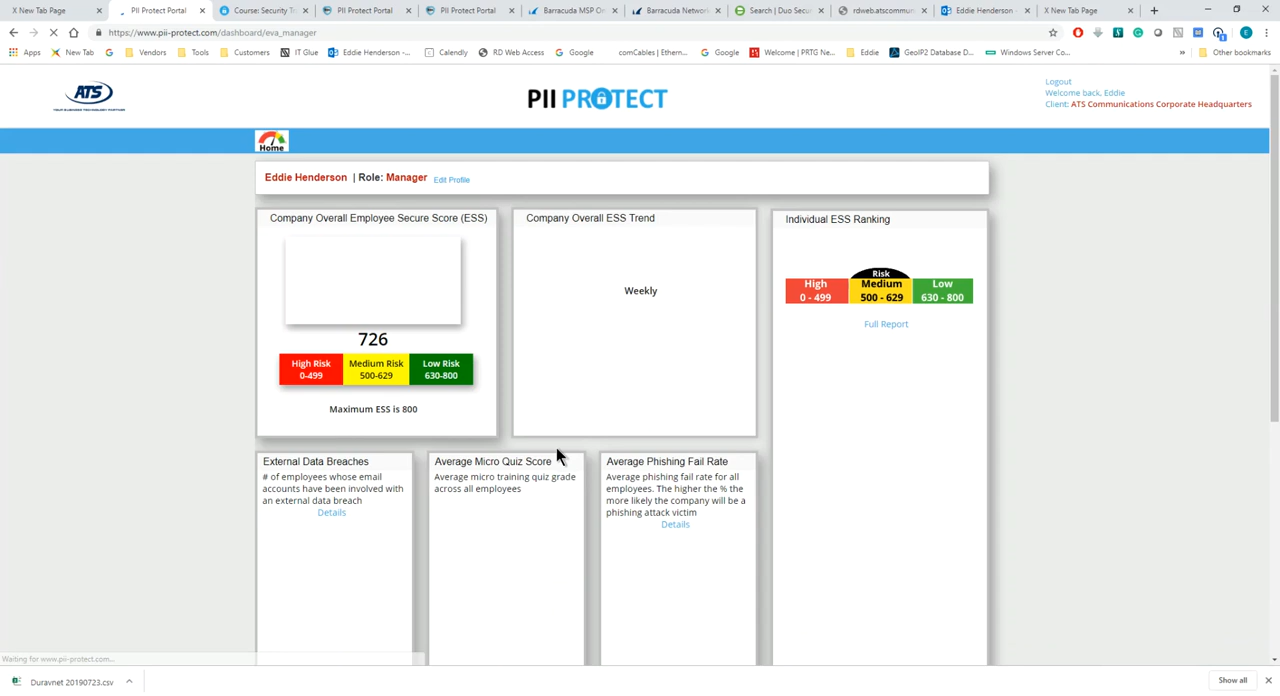 X New Tab Page
PII Protect Portal
Course: Security T
PII Protect Portal
PII Protect Portal
Barracuda MSP On
Barracuda Network
Search | Duo Secur
rdweb.atscommun
Eddie Henderson -
X New Tab Page
https://www.pii-protect.com/dashboard/eva_manager
Apps
New Tab
Vendors
Tools
Customers
IT Glue
Eddie Henderson -...
Calendly
RD Web Access
Google
comCables | Ethern...
Google
Welcome | PRTG Ne...
Eddie
GeoIP2 Database D...
Windows Server Co...
Other bookmarks
ATS
YOUR BUSINESS TECHNOLOGY PARTNER
PII PROTECT
Logout
Welcome back, Eddie
Client: ATS Communications Corporate Headquarters
Home
Eddie Henderson | Role: Manager Edit Profile
Company Overall Employee Secure Score (ESS)
726
High Risk
0-499
Medium Risk
500-629
Low Risk
630-800
Maximum ESS is 800
Company Overall ESS Trend
Weekly
Individual ESS Ranking
Risk
High
0 - 499
Medium
500 - 629
Low
630 - 800
Full Report
External Data Breaches
# of employees whose email
accounts have been involved with
an external data breach
Details
Average Micro Quiz Score
Average micro training quiz grade
across all employees
Average Phishing Fail Rate
Average phishing fail rate for all
employees. The higher the % the
more likely the company will be a
phishing attack victim
Details
Waiting for www.pii-protect.com...
Duravnet 20190723.csv
Show all